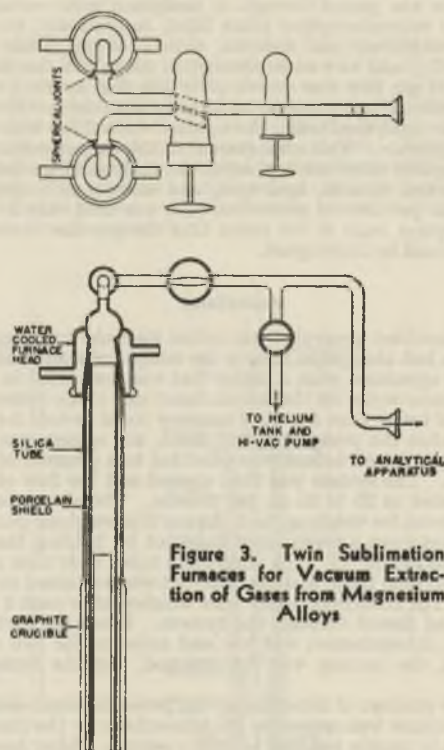 SPHERICAL JOINTS
WATER
COOLED
FURNACE
HEAD
SILICA
TUBE
PORCELAIN
SHIELD
GRAPHITE
CRUCIBLE
TO HELIUM
TANK AND
HI-VAC PUMP
TO ANALYTICAL
APPARATUS
Figure 3. Twin Sublimation
Furnaces for Vacuum Extrac-
tion of Gases from Magnesium
Alloys